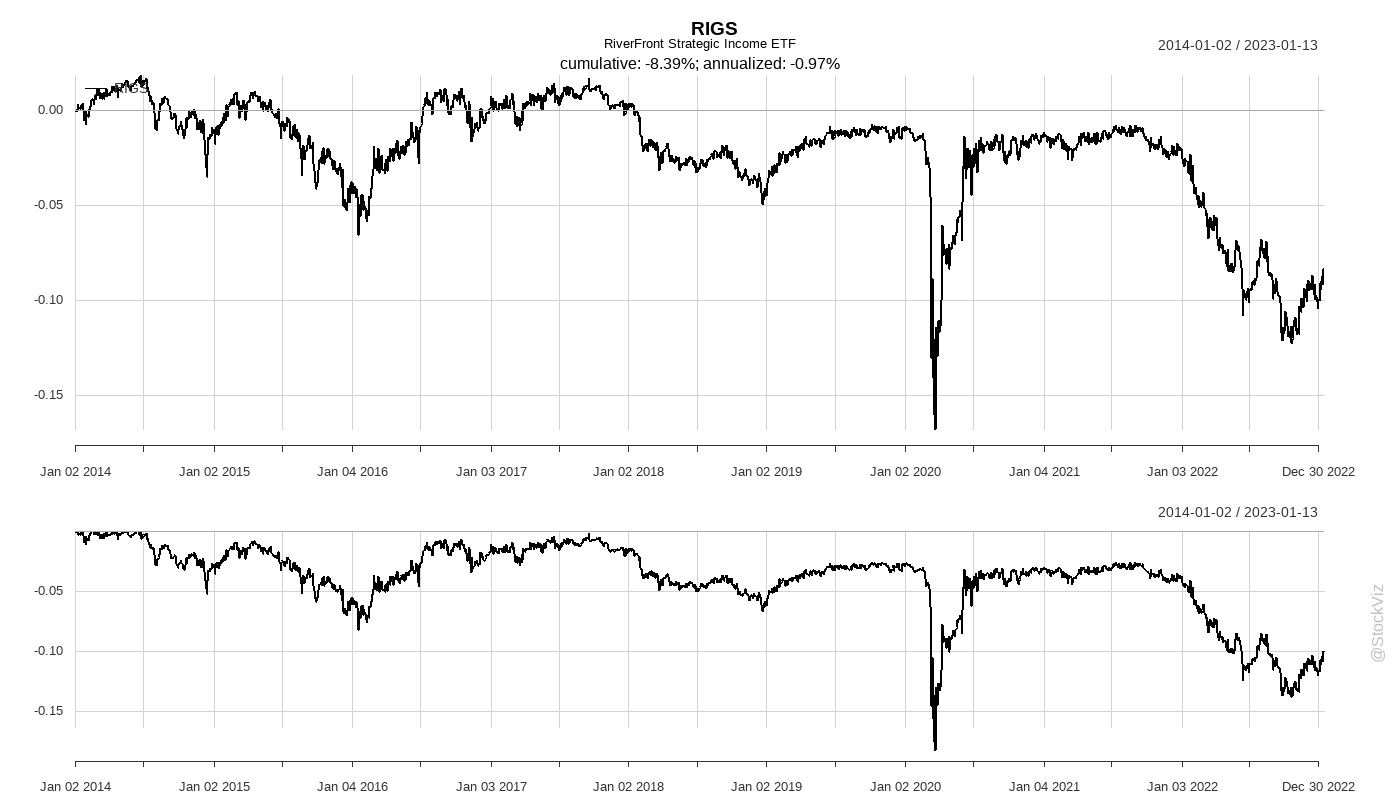 RIGS
RiverFront Strategic Income ETF
2014-01-02 / 2023-01-13
cumulative: -8.39%; annualized: -0.97%
RIGS
0.00
-0.05
-0.10
-0.15
Jan 02 2014 Jan 02 2015 Jan 04 2016 Jan 03 2017 Jan 02 2018 Jan 02 2019 Jan 02 2020 Jan 04 2021 Jan 03 2022 Dec 30 2022
2014-01-02 / 2023-01-13
-0.05
-0.10
-0.15
@StockViz
Jan 02 2014 Jan 02 2015 Jan 04 2016 Jan 03 2017 Jan 02 2018 Jan 02 2019 Jan 02 2020 Jan 04 2021 Jan 03 2022 Dec 30 2022